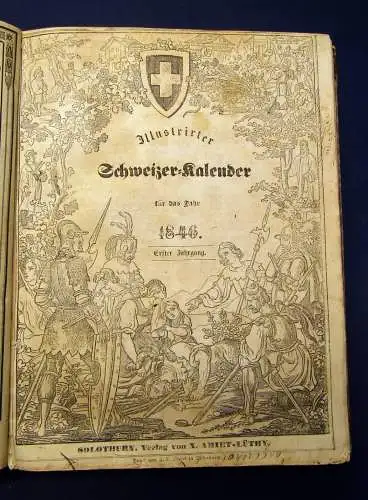 Illustrirter
Schweizer-Kalender
für das Jahr
1846.
Erster Jahrgang.
SOLOTHURN, Verlag von X. AMIET-LÜTHY.